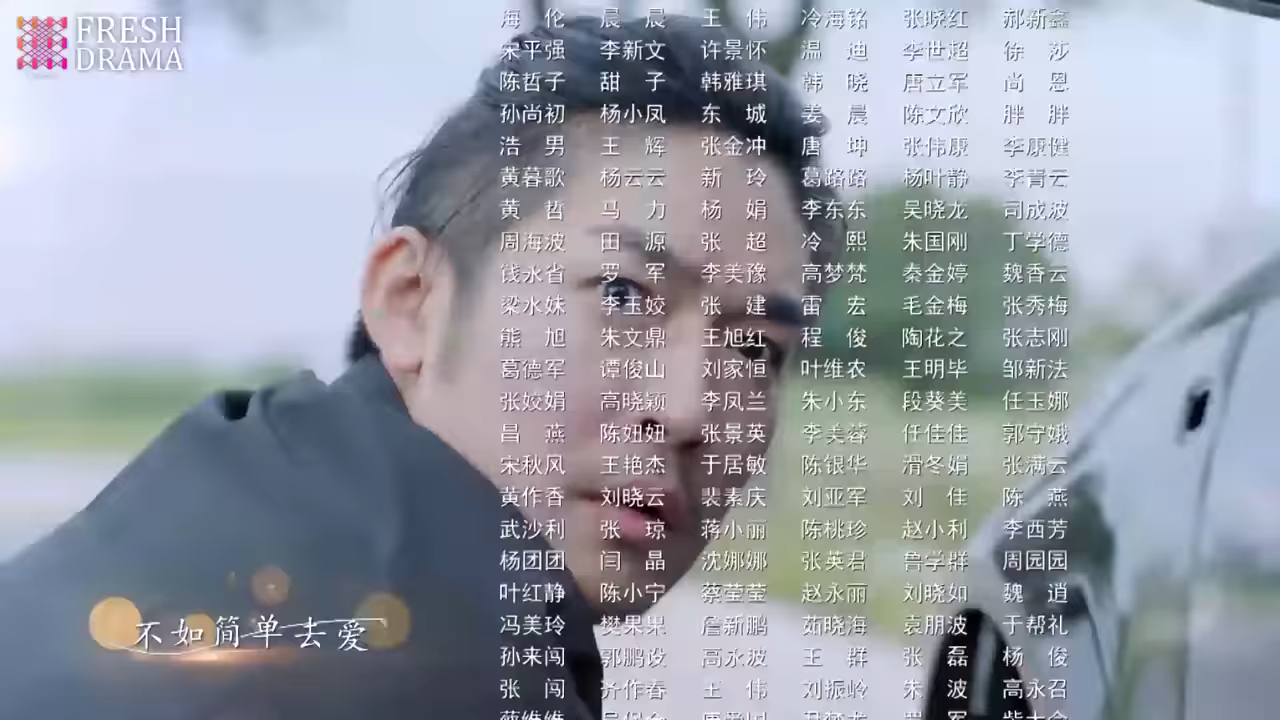 FRESH
DRAMA
海伦 晨晨 王伟 冷海铭 张晓红 郝新鑫
宋平强 李新文 许景怀 温迪 李世超 徐莎
陈哲子 甜子 韩雅琪 韩晓 唐立军 尚恩
孙尚初 杨小凤 东城 姜晨 陈文欣 胖胖
浩男 王辉 张金冲 唐坤 张伟康 李康健
黄暮歌 杨云云 新玲 葛路路 杨叶静 李青云
黄哲 马力 杨娟 李东东 吴晓龙 司成波
周海波 田源 张超 冷熙 朱国刚 丁学德
钱永省 罗军 李美豫 高梦梵 秦金婷 魏香云
梁水妹 李玉姣 张建 雷宏 毛金梅 张秀梅
熊旭 朱文鼎 王旭红 程俊 陶花之 张志刚
葛德军 谭俊山 刘家恒 叶维农 王明毕 邹新法
张姣娟 高晓颖 李凤兰 朱小东 段葵美 任玉娜
昌燕 陈妞妞 张景英 李美蓉 仟佳佳 郭宁娥
宋秋凤 王艳杰 于居敏 陈银华 滑冬娟 张满云
黄作香 刘晓云 裴素庆 刘亚军 刘佳 陈燕
武沙利 张琼 蒋小丽 陈桃珍 赵小利 李西芳
杨团团 闫晶 沈娜娜 张英君 鲁学群 周园园
叶红静 陈小宁 蔡莹莹 赵永丽 刘晓如 魏逍
冯美玲 樊果果 詹新鹏 茹晓海 袁朋波 于帮礼
孙来闯 郭鹏设 高永波 王群 张磊 杨俊
张闯 齐作春 王伟 刘振岭 朱波 高永召
不如简单去爱